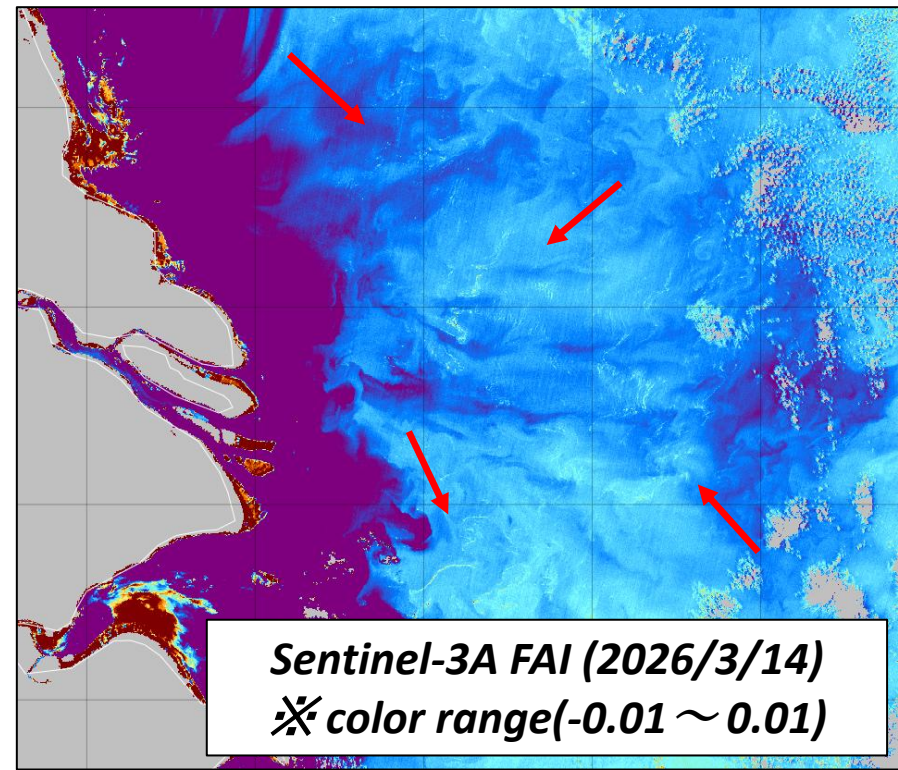 Sentinel-3A FAI (2026/3/14)
※ color range(-0.01～0.01)